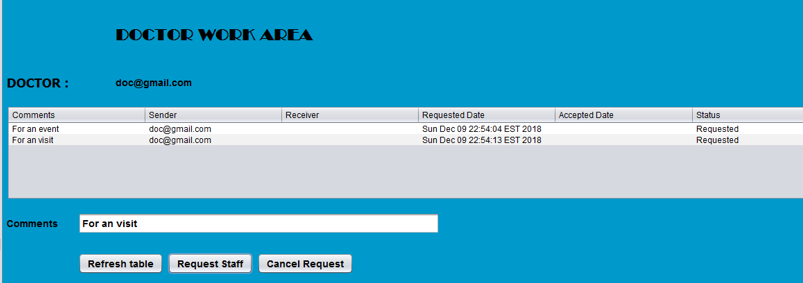 DOCTOR WORK AREA
DOCTOR : doc@gmail.com
Comments Sender Receiver Requested Date Accepted Date Status
For an event doc@gmail.com Sun Dec 09 22:54:04 EST 2018 Requested
For an visit doc@gmail.com Sun Dec 09 22:54:13 EST 2018 Requested
Comments For an visit
Refresh table Request Staff Cancel Request